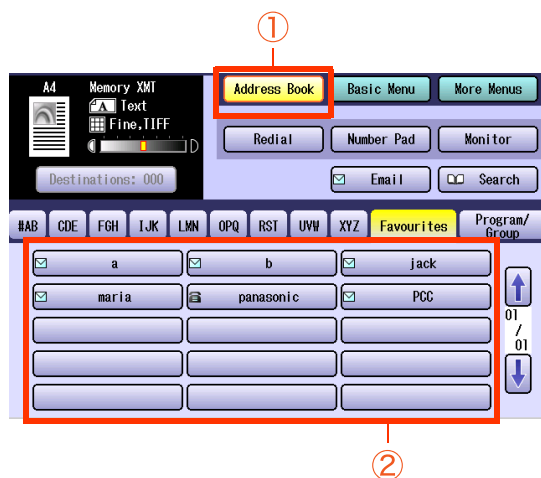 ①
A4 Memory XMT
A Text
Fine,TIFF
D
Destinations: 000
Address Book Basic Menu More Menus
Redial Number Pad Monitor
Email Search
#AB CDE FGH IJK LMN OPQ RST UVW XYZ Favourites Program/
Group
a b jack
maria panasonic PCC
01
/
01
②